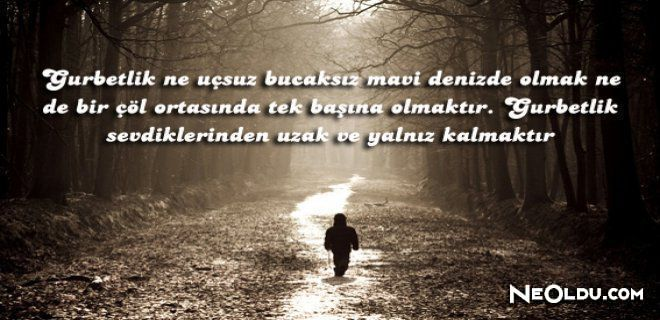 Gurbetlik ne uçsuz bucaksız mavi denizde olmak ne
de bir çöl ortasında tek başına olmaktır. Gurbetlik
sevdiklerinden uzak ve yalnız kalmaktır
NEOLDU.COM